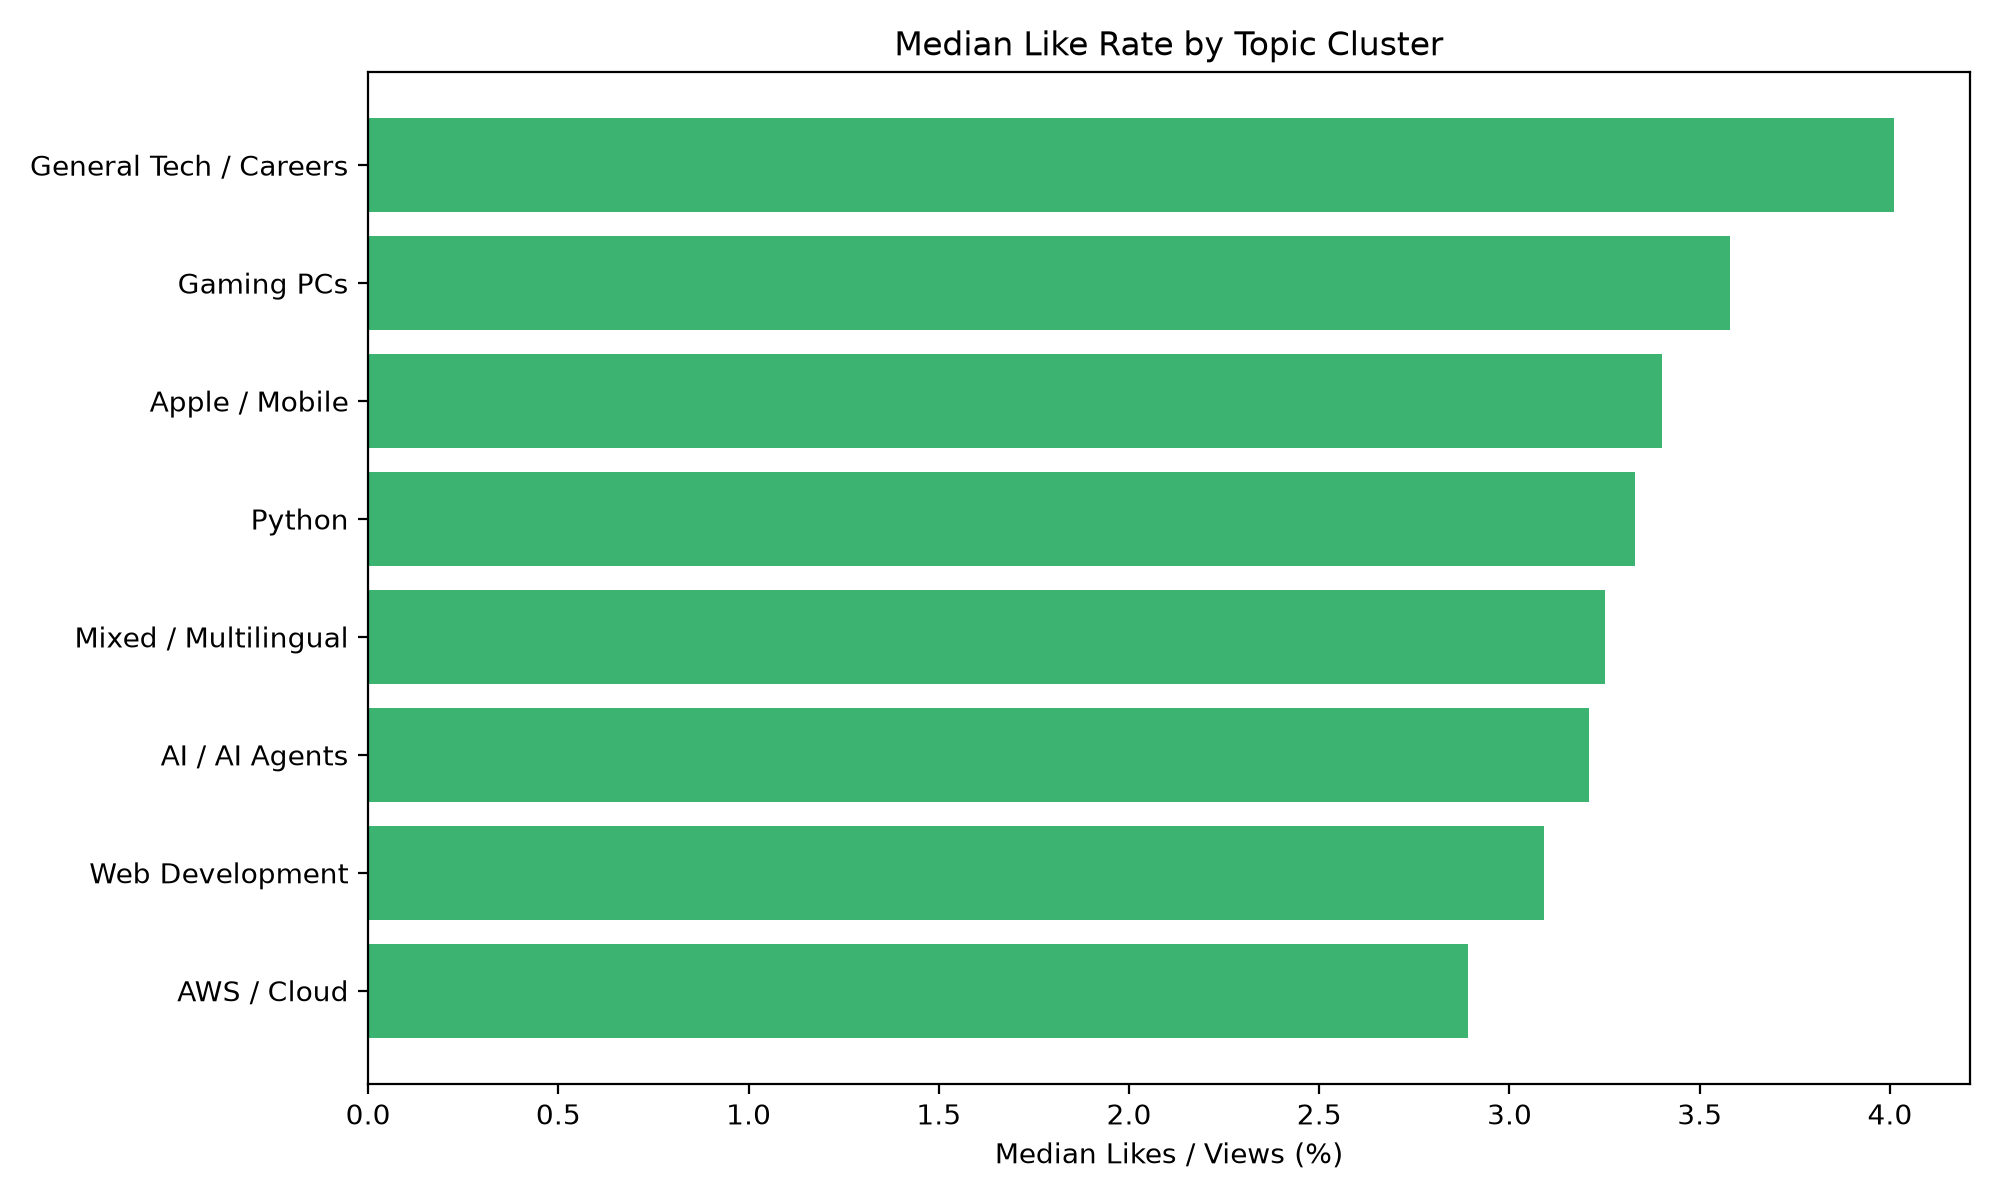 Median Like Rate by Topic Cluster
General Tech / Careers
Gaming PCs
Apple / Mobile
Python
Mixed / Multilingual
AI / AI Agents
Web Development
AWS / Cloud
0.0 0.5 1.0 1.5 2.0 2.5 3.0 3.5 4.0
Median Likes / Views (%)